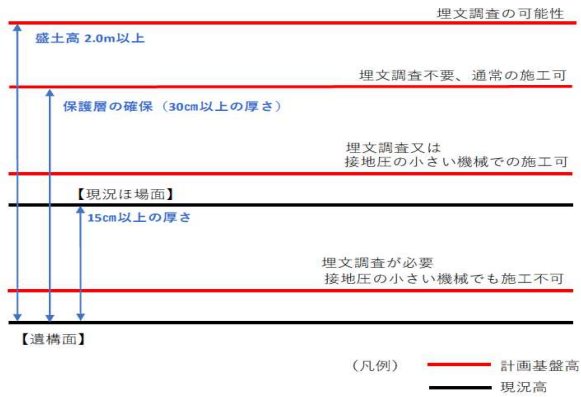 埋文調査の可能性
盛土高 2.0m以上
埋文調査不要、通常の施工可
保護層の確保（30㎝以上の厚さ）
埋文調査又は
接地圧の小さい機械での施工可
【現況ほ場面】
15㎝以上の厚さ
埋文調査が必要
接地圧の小さい機械でも施工不可
【遺構面】
（凡例）
計画基盤高
現況高